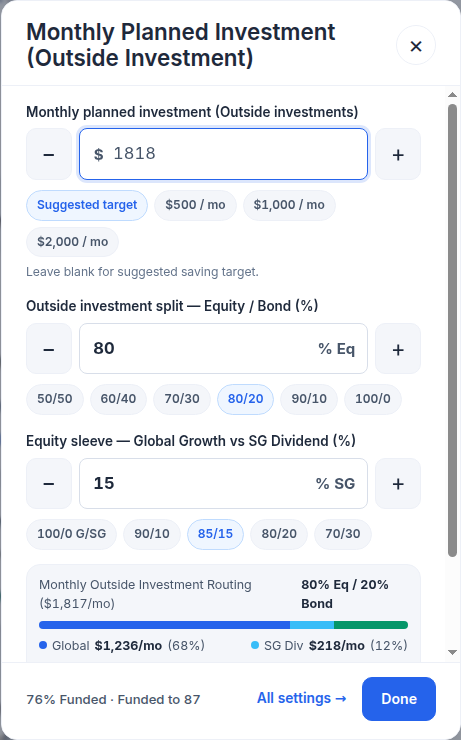 Monthly Planned Investment
(Outside Investment)
×
Monthly planned investment (Outside investments)
− $ 1818 +
Suggested target $500 / mo $1,000 / mo
$2,000 / mo
Leave blank for suggested saving target.
Outside investment split — Equity / Bond (%)
− 80 % Eq +
50/50 60/40 70/30 80/20 90/10 100/0
Equity sleeve — Global Growth vs SG Dividend (%)
− 15 % SG +
100/0 G/SG 90/10 85/15 80/20 70/30
Monthly Outside Investment Routing 80% Eq / 20%
($1,817/mo) Bond
Global $1,236/mo (68%) SG Div $218/mo (12%)
76% Funded · Funded to 87 All settings → Done